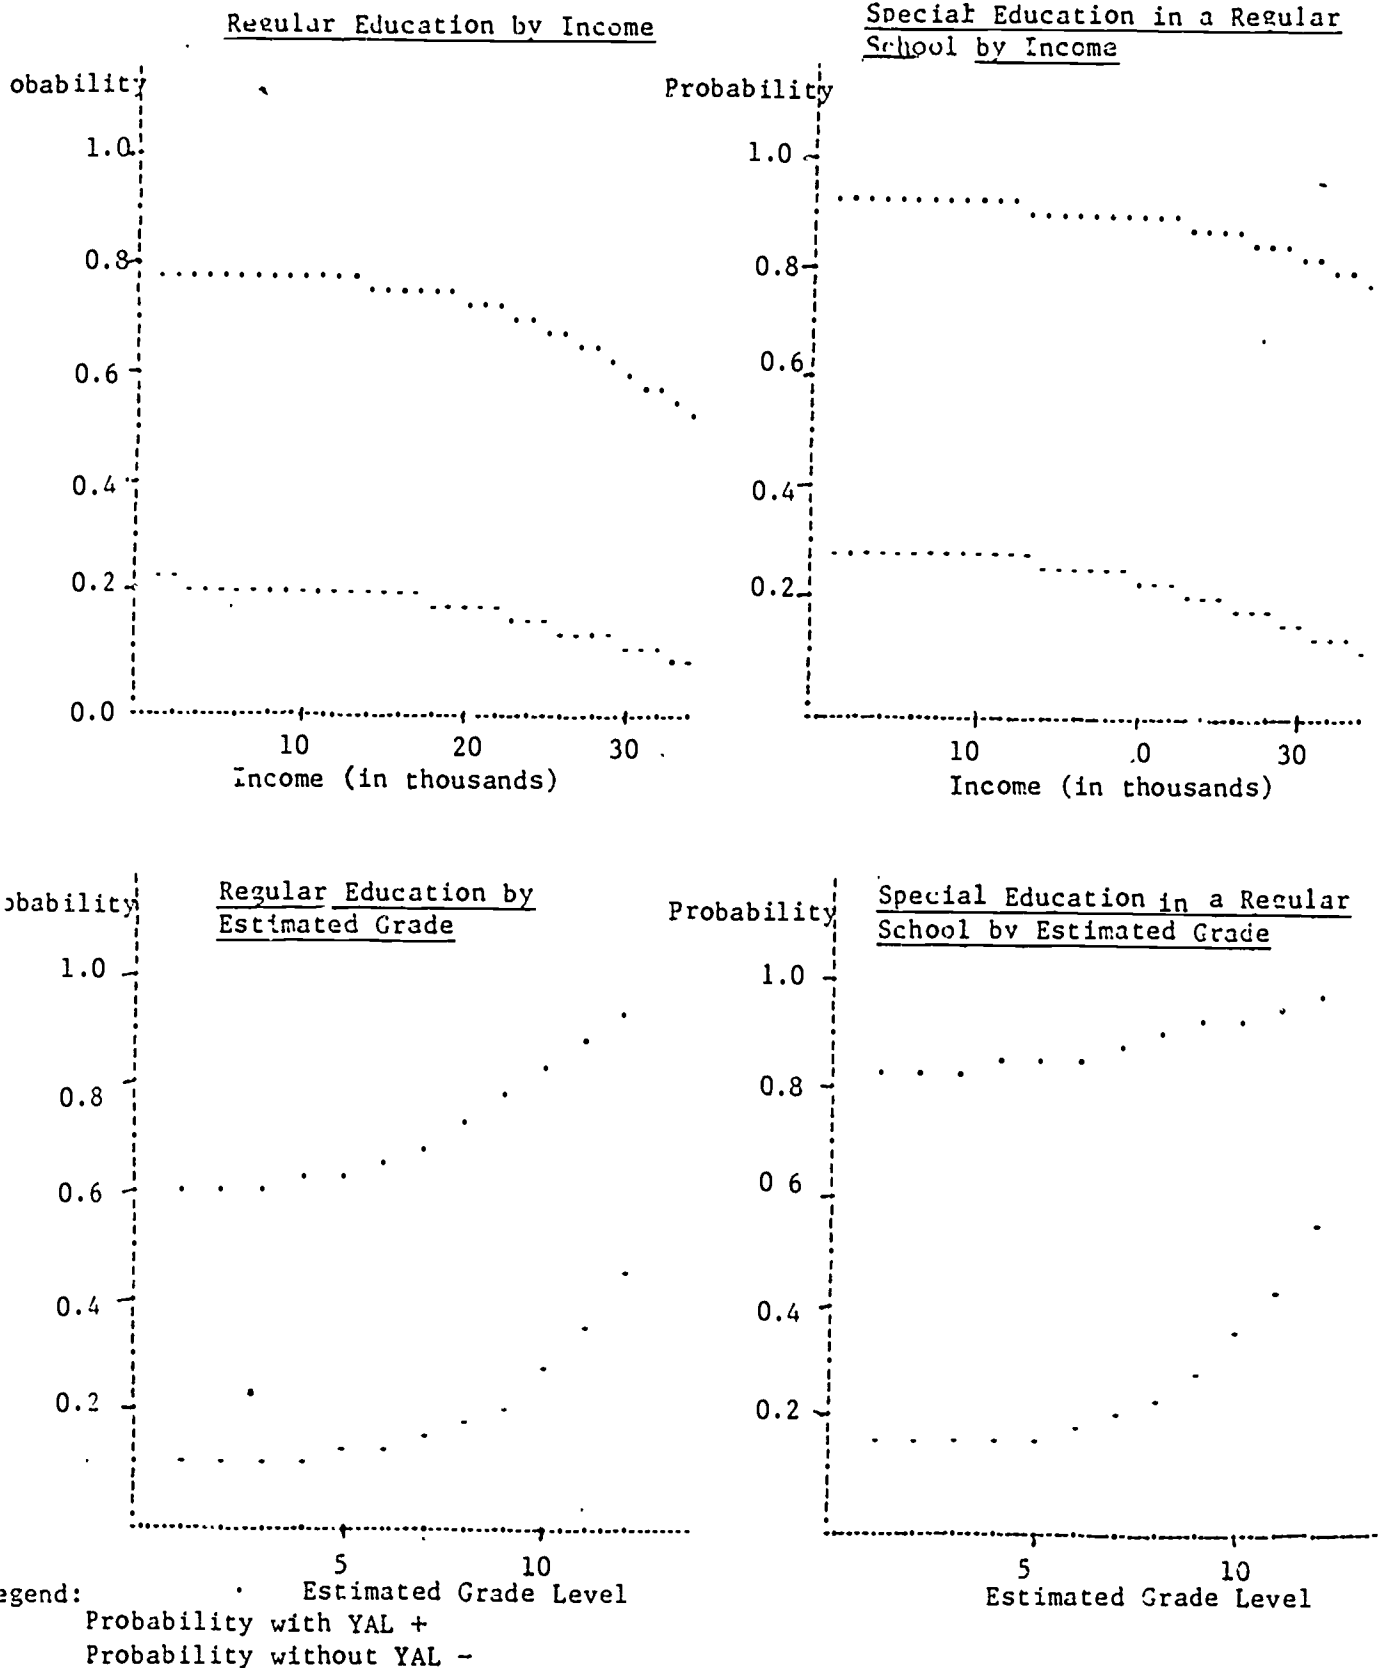 Regular Education by Income
obability
1.0
0.8
0.6
0.4
0.2
0.0
10 20 30
Income (in thousands)
Special Education in a Regular
School by Income
Probability
1.0
0.8
0.6
0.4
0.2
10 .0 30
Income (in thousands)
obability
Regular Education by
Estimated Grade
1.0
0.8
0.6
0.4
0.2
5 10
Estimated Grade Level
Probability
Special Education in a Regular
School by Estimated Grade
1.0
0.8
0 6
0.4
0.2
5 10
Estimated Grade Level
egend:
Probability with YAL +
Probability without YAL -